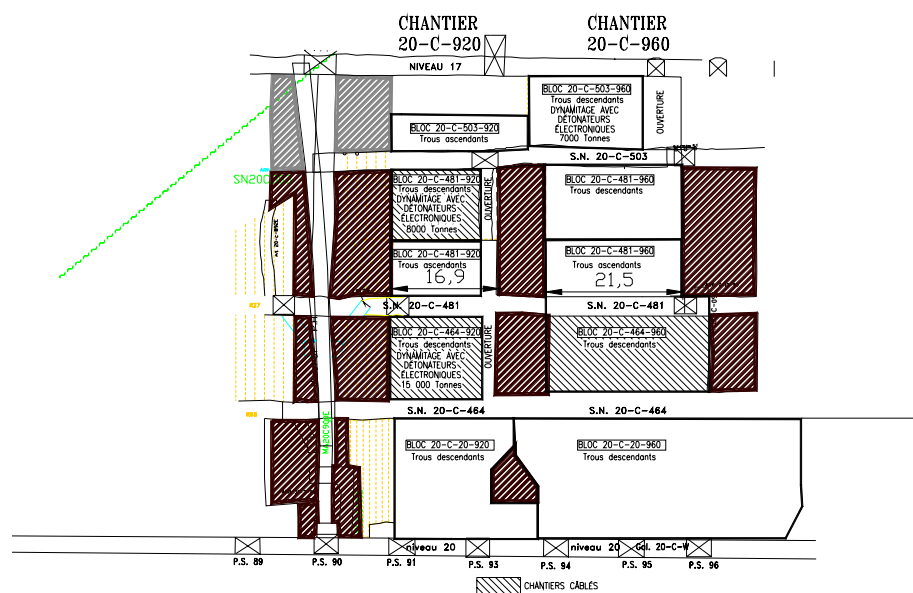 CHANTIER
20-C-920
CHANTIER
20-C-960
NIVEAU 17
BLOC 20-C-503-960
Trous descendants
DYNAMITAGE AVEC
DÉTONATEURS
ÉLECTRONIQUES
7000 Tonnes
OUVERTURE
BLOC 20-C-503-920
Trous ascendants
S.N. 20-C-503
SN20C
BLOC 20-C-481-920
Trous descendants
DYNAMITAGE AVEC
DÉTONATEURS
ÉLECTRONIQUES
8000 Tonnes
OUVERTURE
BLOC 20-C-481-960
Trous descendants
BLOC 20-C-481-920
Trous ascendants
16,9
BLOC 20-C-481-960
Trous ascendants
21,5
S.N. 20-C-481
S.N. 20-C-481
BLOC 20-C-464-920
Trous descendants
DYNAMITAGE AVEC
DÉTONATEURS
ÉLECTRONIQUES
15 000 Tonnes
OUVERTURE
BLOC 20-C-464-960
Trous descendants
S.N. 20-C-464
S.N. 20-C-464
BLOC 20-C-20-920
Trous descendants
BLOC 20-C-20-960
Trous descendants
niveau 20
niveau 20
Gal. 20-C-W
P.S. 89
P.S. 90
P.S. 91
P.S. 93
P.S. 94
P.S. 95
P.S. 96
CHANTIERS CÂBLÉS